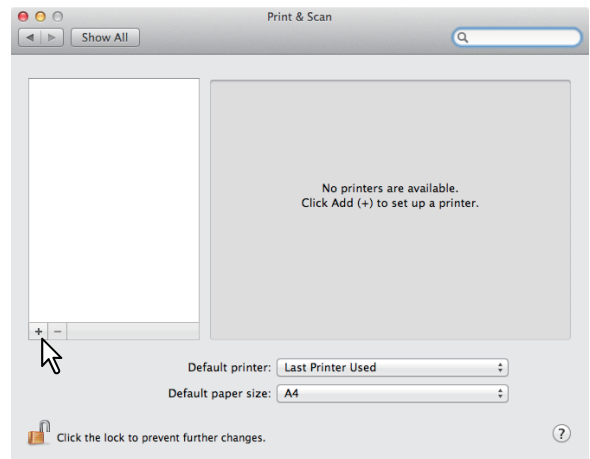 Print & Scan
Show All
No printers are available.
Click Add (+) to set up a printer.
+ −
Default printer: Last Printer Used
Default paper size: A4
Click the lock to prevent further changes.
?